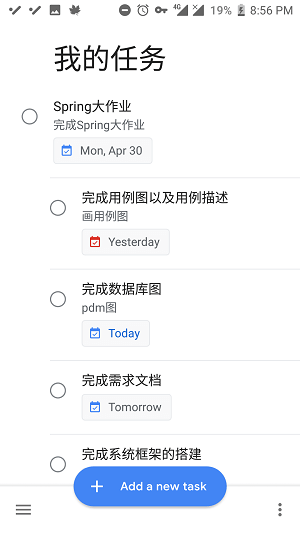 4G 19% 8:56 PM
我的任务
Spring大作业
完成Spring大作业
Mon, Apr 30
完成用例图以及用例描述
画用例图
Yesterday
完成数据库图
pdm图
Today
完成需求文档
Tomorrow
完成系统框架的搭建
Add a new task